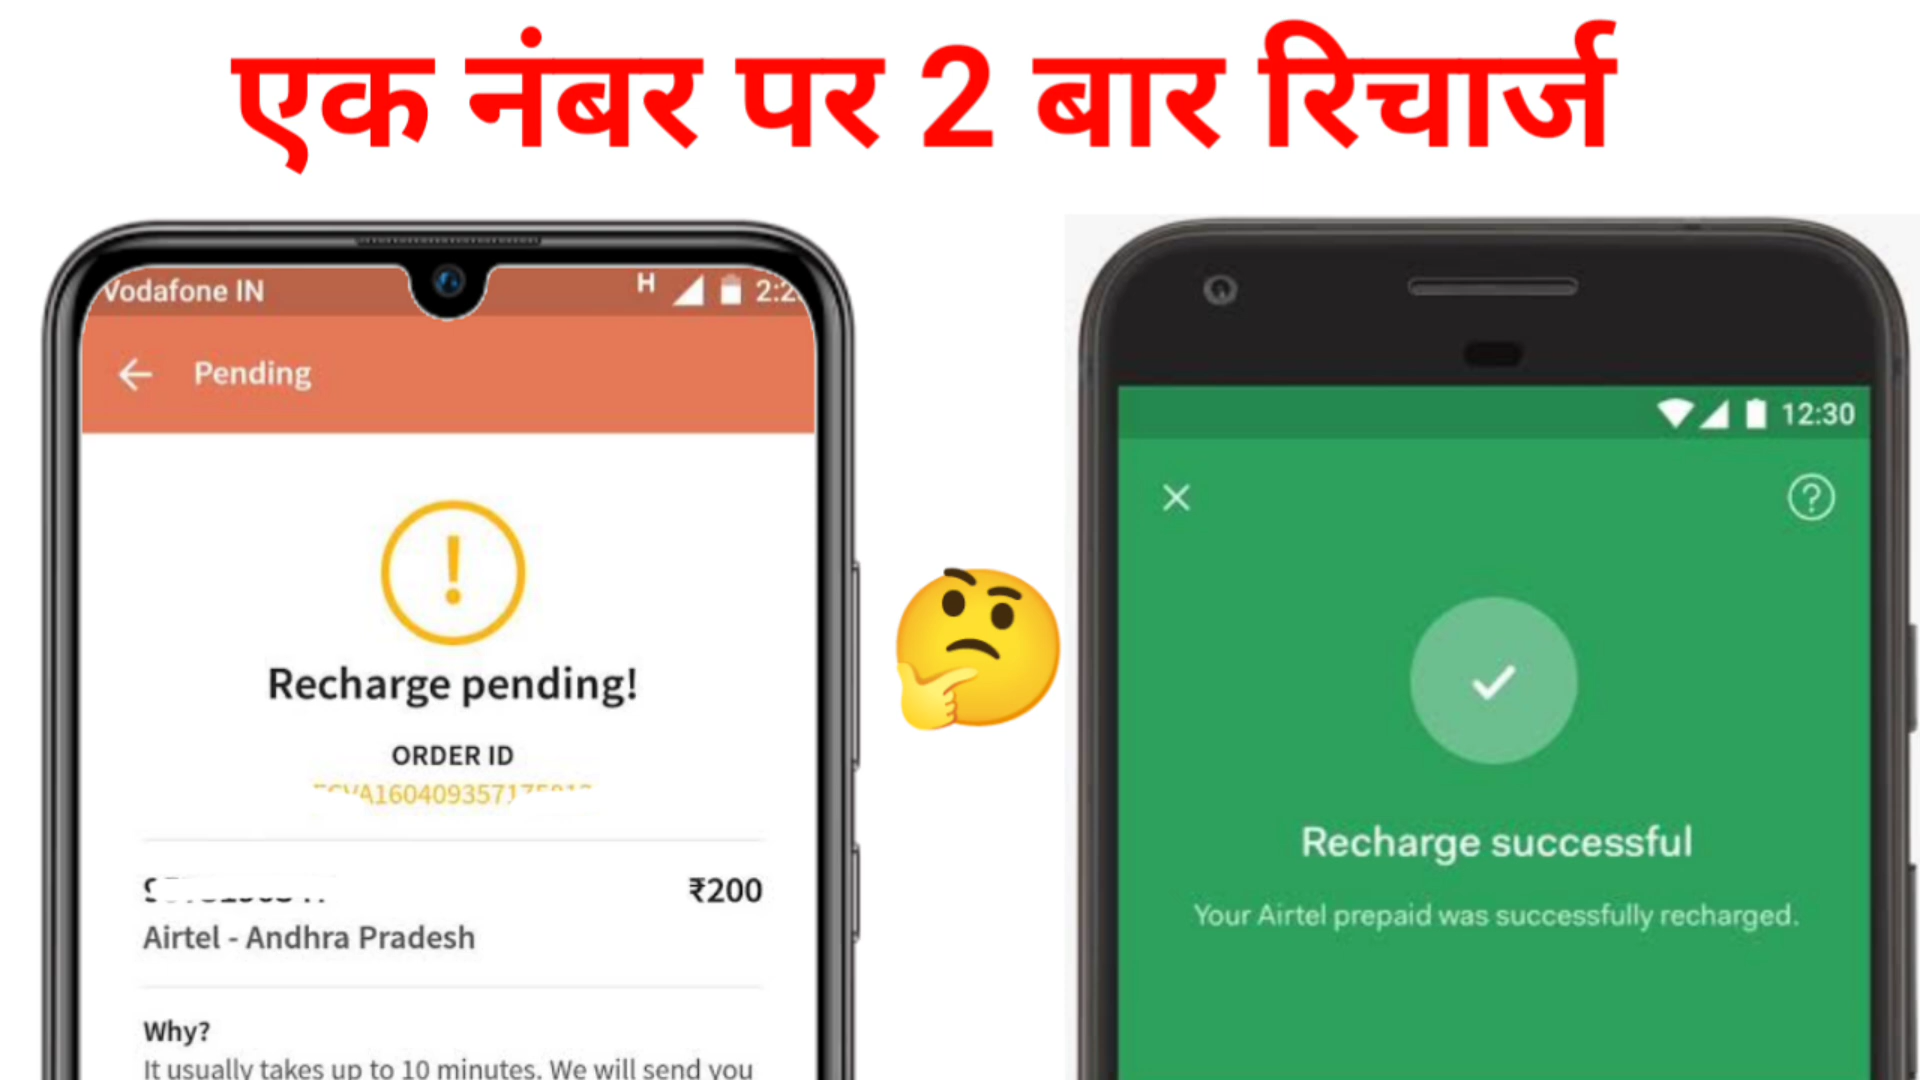 एक नंबर पर 2 बार रिचार्ज
Vodafone IN H
Pending
Recharge pending!
ORDER ID
₹200
Airtel - Andhra Pradesh
Why?
It usually takes up to 10 minutes. We will send you
12:30
Recharge successful
Your Airtel prepaid was successfully recharged.